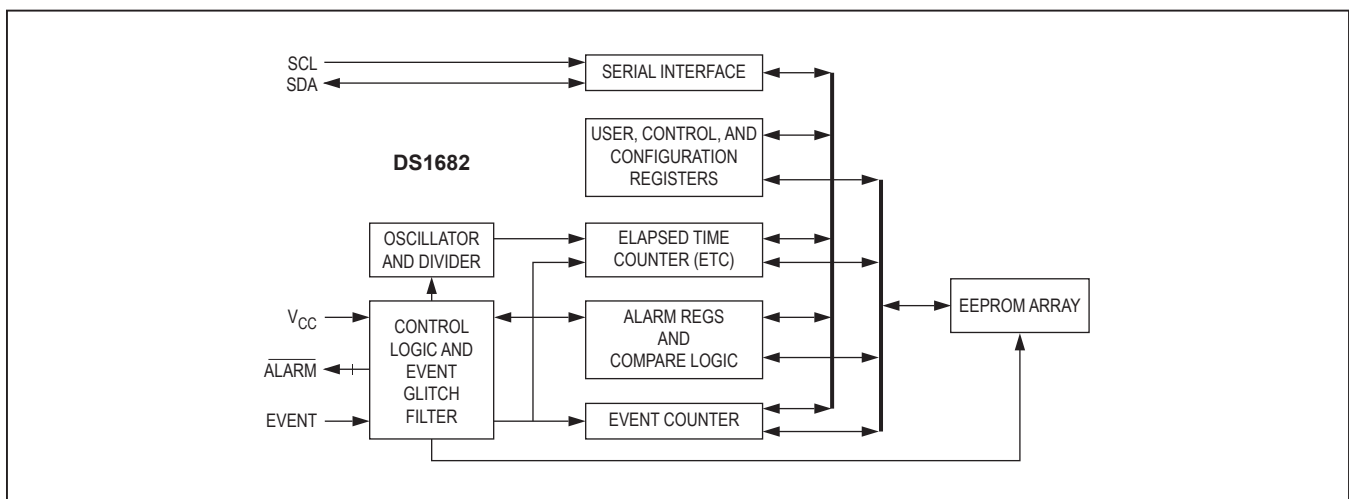 SCL
SDA
SERIAL INTERFACE
USER, CONTROL, AND
CONFIGURATION
REGISTERS
DS1682
OSCILLATOR
AND DIVIDER
ELAPSED TIME
COUNTER (ETC)
EEPROM ARRAY
VCC
ALARM
EVENT
CONTROL
LOGIC AND
EVENT
GLITCH
FILTER
ALARM REGS
AND
COMPARE LOGIC
EVENT COUNTER